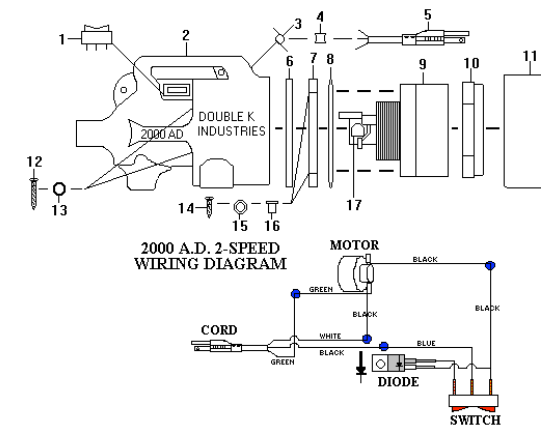 1
2
3
4
5
6
7
8
9
10
11
DOUBLE K
INDUSTRIES
2000 AD
12
13
14
15
16
17
2000 A.D. 2-SPEED
WIRING DIAGRAM
MOTOR
BLACK
GREEN
BLACK
BLACK
CORD
WHITE
BLACK
BLUE
GREEN
DIODE
SWITCH